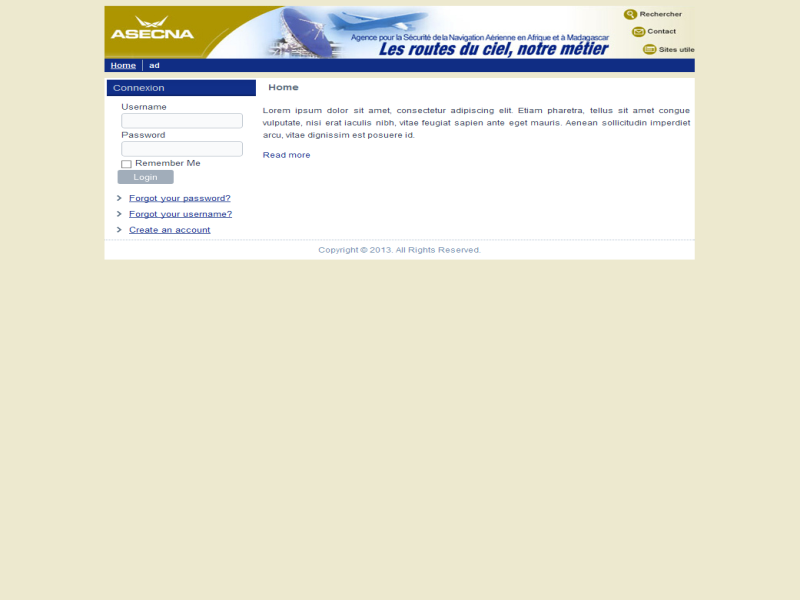 ASECNA
Agence pour la Sécurité de la Navigation Aérienne en Afrique et à Madagascar
Les routes du ciel, notre métier
Rechercher
Contact
Sites utile
Home
ad
Connexion
Username
Password
Remember Me
Login
Forgot your password?
Forgot your username?
Create an account
Home
Lorem ipsum dolor sit amet, consectetur adipiscing elit. Etiam pharetra, tellus sit amet congue
vulputate, nisi erat iaculis nibh, vitae feugiat sapien ante eget mauris. Aenean sollicitudin imperdiet
arcu, vitae dignissim est posuere id.
Read more
Copyright © 2013. All Rights Reserved.